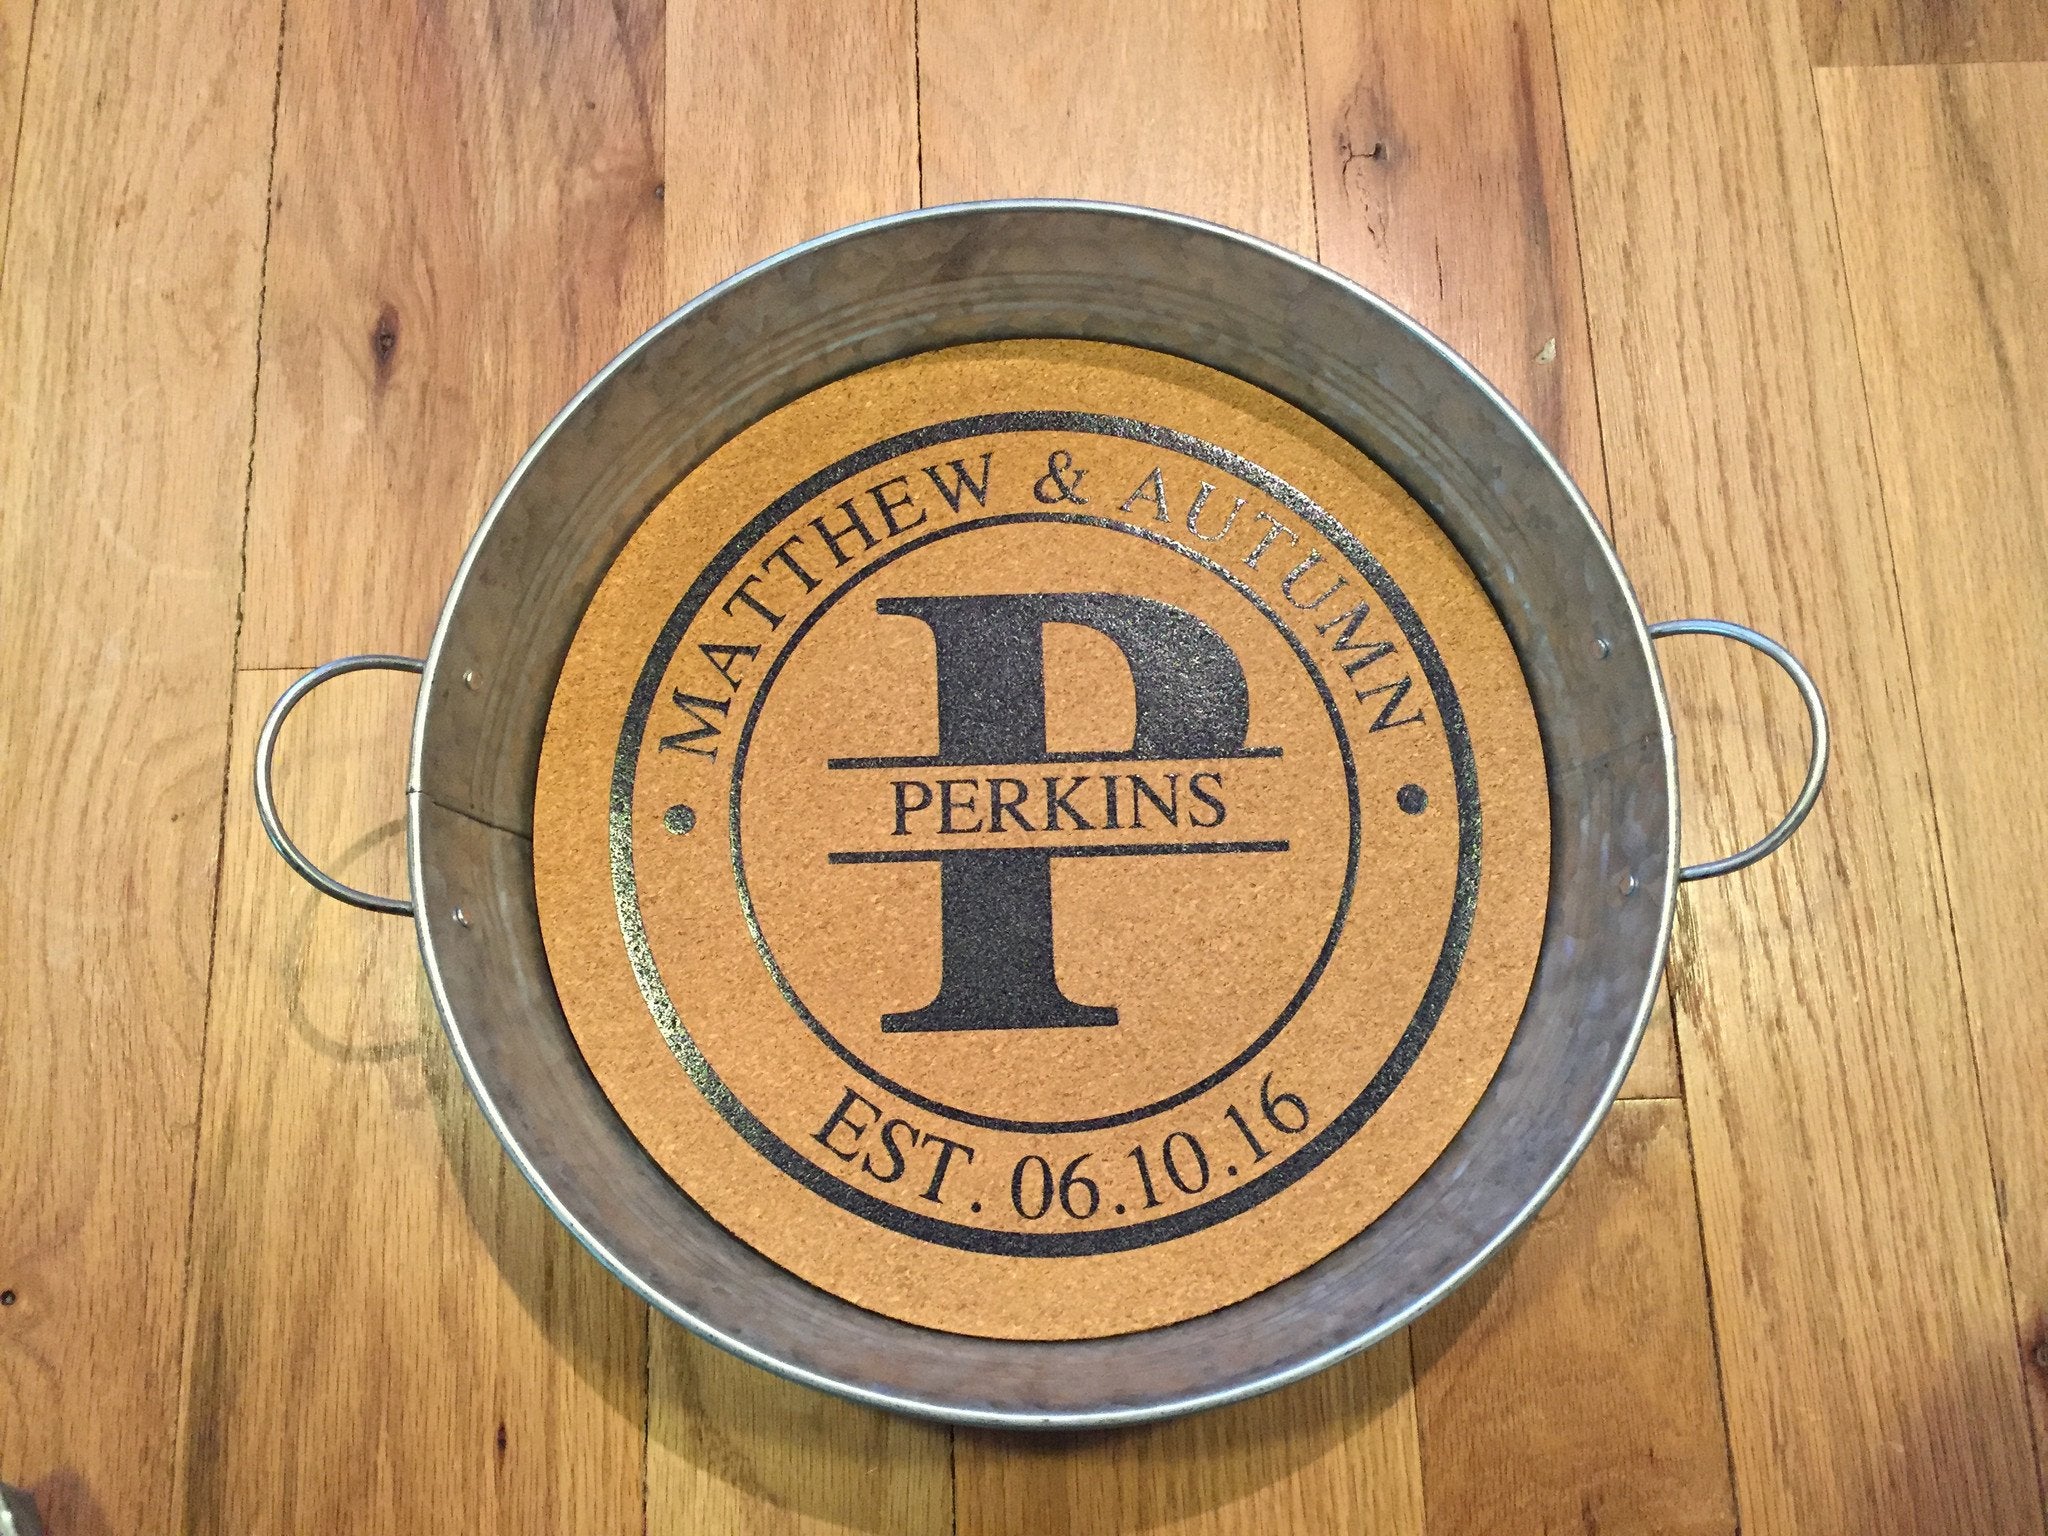 MATTHEW & AUTUMN
P
PERKINS
EST. 06.10.16